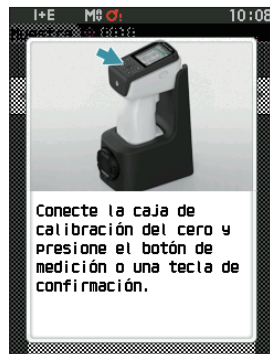 I+E
10:08
Conecte la caja de
calibración del cero y
presione el botón de
medición o una tecla de
confirmación.